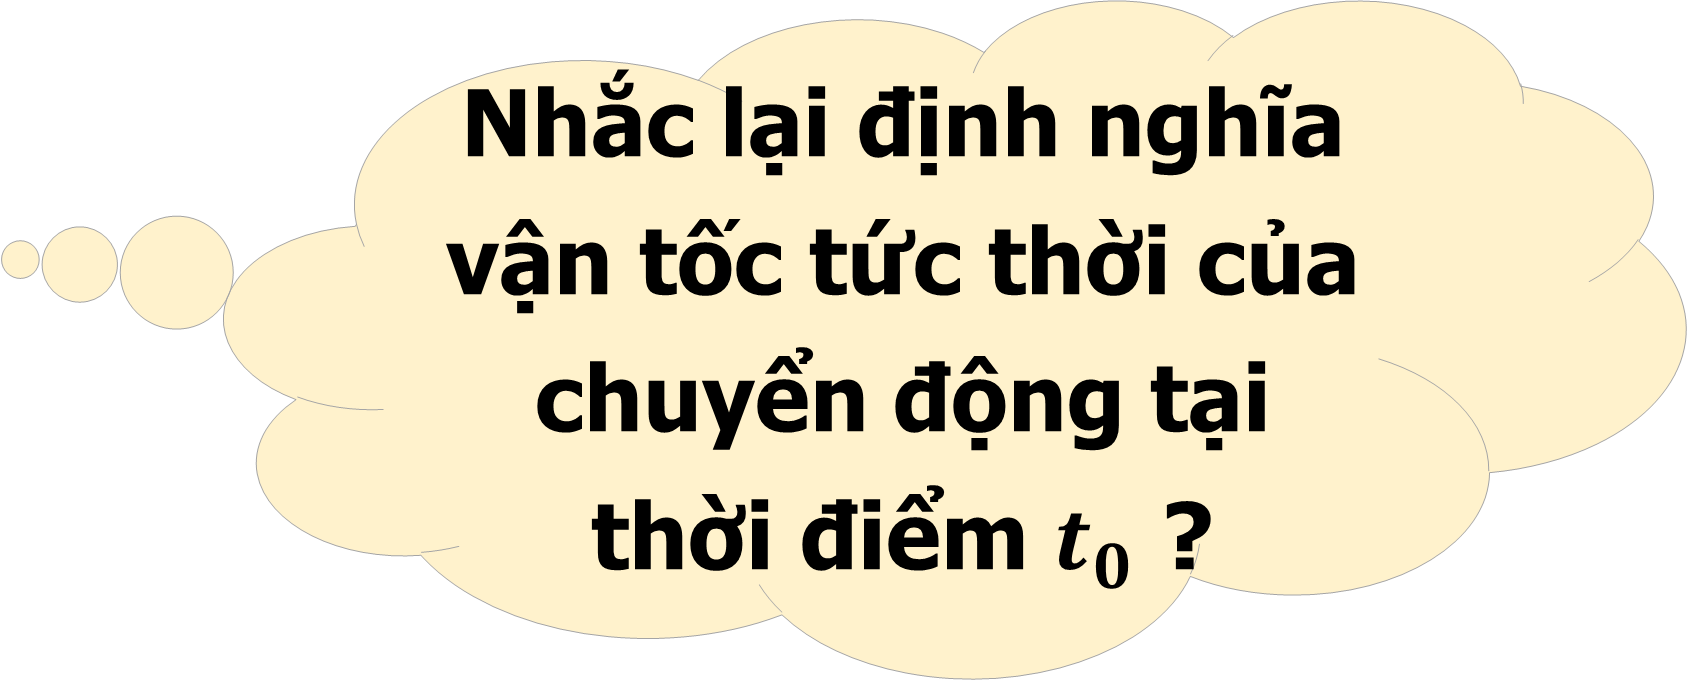 Nhắc lại định nghĩa
vận tốc tức thời của
chuyển động tại
thời điểm t₀ ?